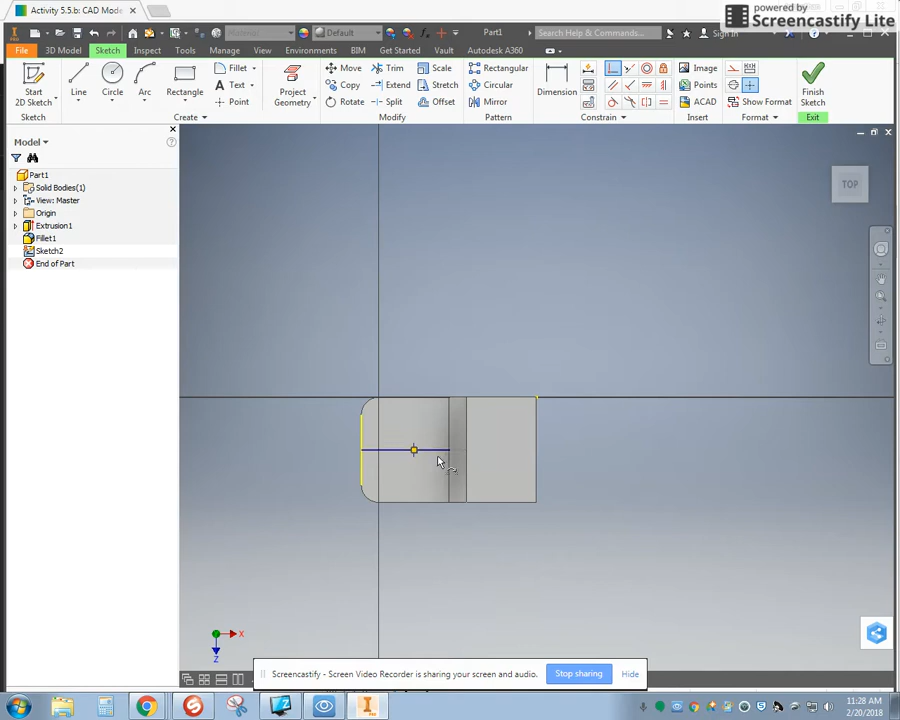 Activity 5.5.b: CAD Mode
powered by
Screencastify Lite
Material
Default
Part1
Search Help & Commands...
Sign In
File
3D Model
Sketch
Inspect
Tools
Manage
View
Environments
BIM
Get Started
Vault
Autodesk A360
Start
2D Sketch
Line
Circle
Arc
Rectangle
Fillet
Text
Point
Project
Geometry
Move
Copy
Rotate
Trim
Extend
Split
Scale
Stretch
Offset
Rectangular
Circular
Mirror
Dimension
Image
Points
ACAD
Show Format
Finish
Sketch
Sketch
Create
Modify
Pattern
Constrain
Insert
Format
Exit
Model
Part1
Solid Bodies(1)
View: Master
Origin
Extrusion1
Fillet1
Sketch2
End of Part
TOP
X
Z
Screencastify - Screen Video Recorder is sharing your screen and audio.
Stop sharing
Hide
PRO
11:28 AM
2/20/2018